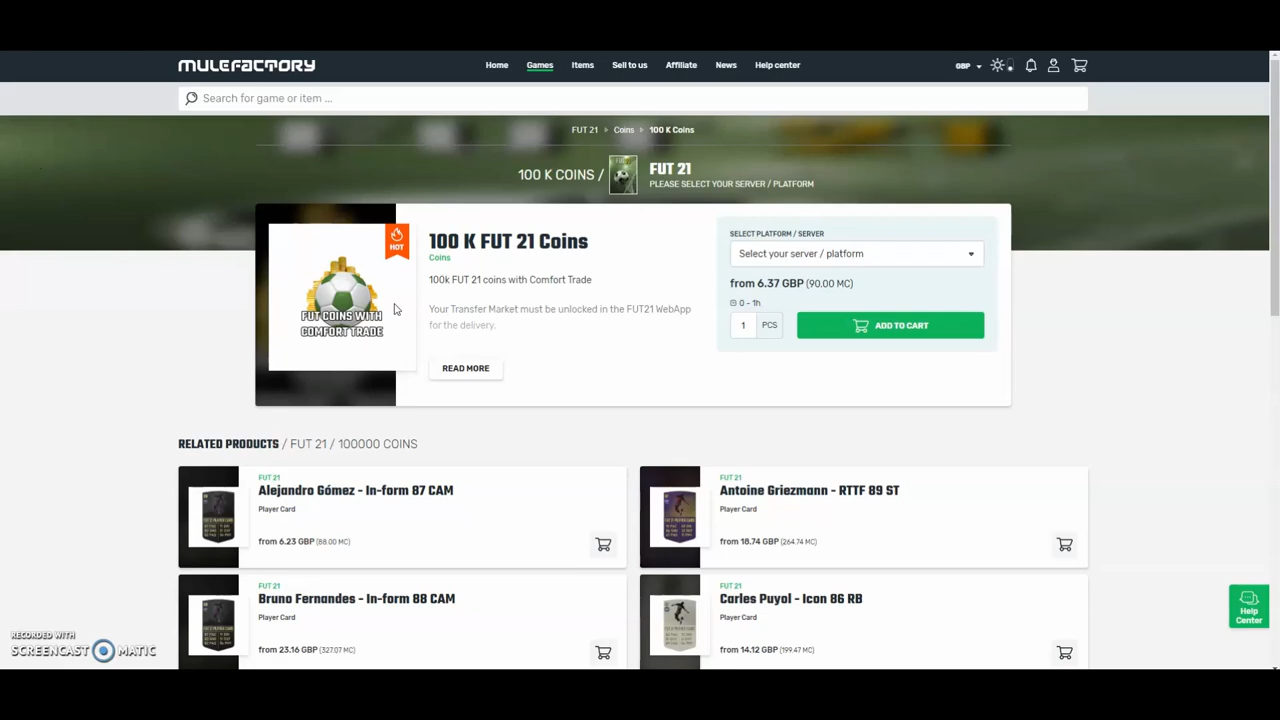 MULEFACTORY
Home Games Items Sell to us Affiliate News Help center
GBP
Search for game or item ...
FUT 21 Coins 100 K Coins
100 K COINS / FUT 21
PLEASE SELECT YOUR SERVER / PLATFORM
HOT
FUT COINS WITH
COMFORT TRADE
100 K FUT 21 Coins
Coins
100k FUT 21 coins with Comfort Trade
Your Transfer Market must be unlocked in the FUT21 WebApp
for the delivery.
READ MORE
SELECT PLATFORM / SERVER
Select your server / platform
from 6.37 GBP (90.00 MC)
0 - 1h
1 PCS ADD TO CART
RELATED PRODUCTS / FUT 21 / 100000 COINS
FUT 21
Alejandro Gómez - In-form 87 CAM
Player Card
from 6.23 GBP (88.00 MC)
FUT 21
Antoine Griezmann - RTTF 89 ST
Player Card
from 18.74 GBP (264.74 MC)
FUT 21
Bruno Fernandes - In-form 88 CAM
Player Card
from 23.16 GBP (327.07 MC)
FUT 21
Carles Puyol - Icon 86 RB
Player Card
from 14.12 GBP (199.47 MC)
Help
Center
RECORDED WITH
SCREENCAST MATIC